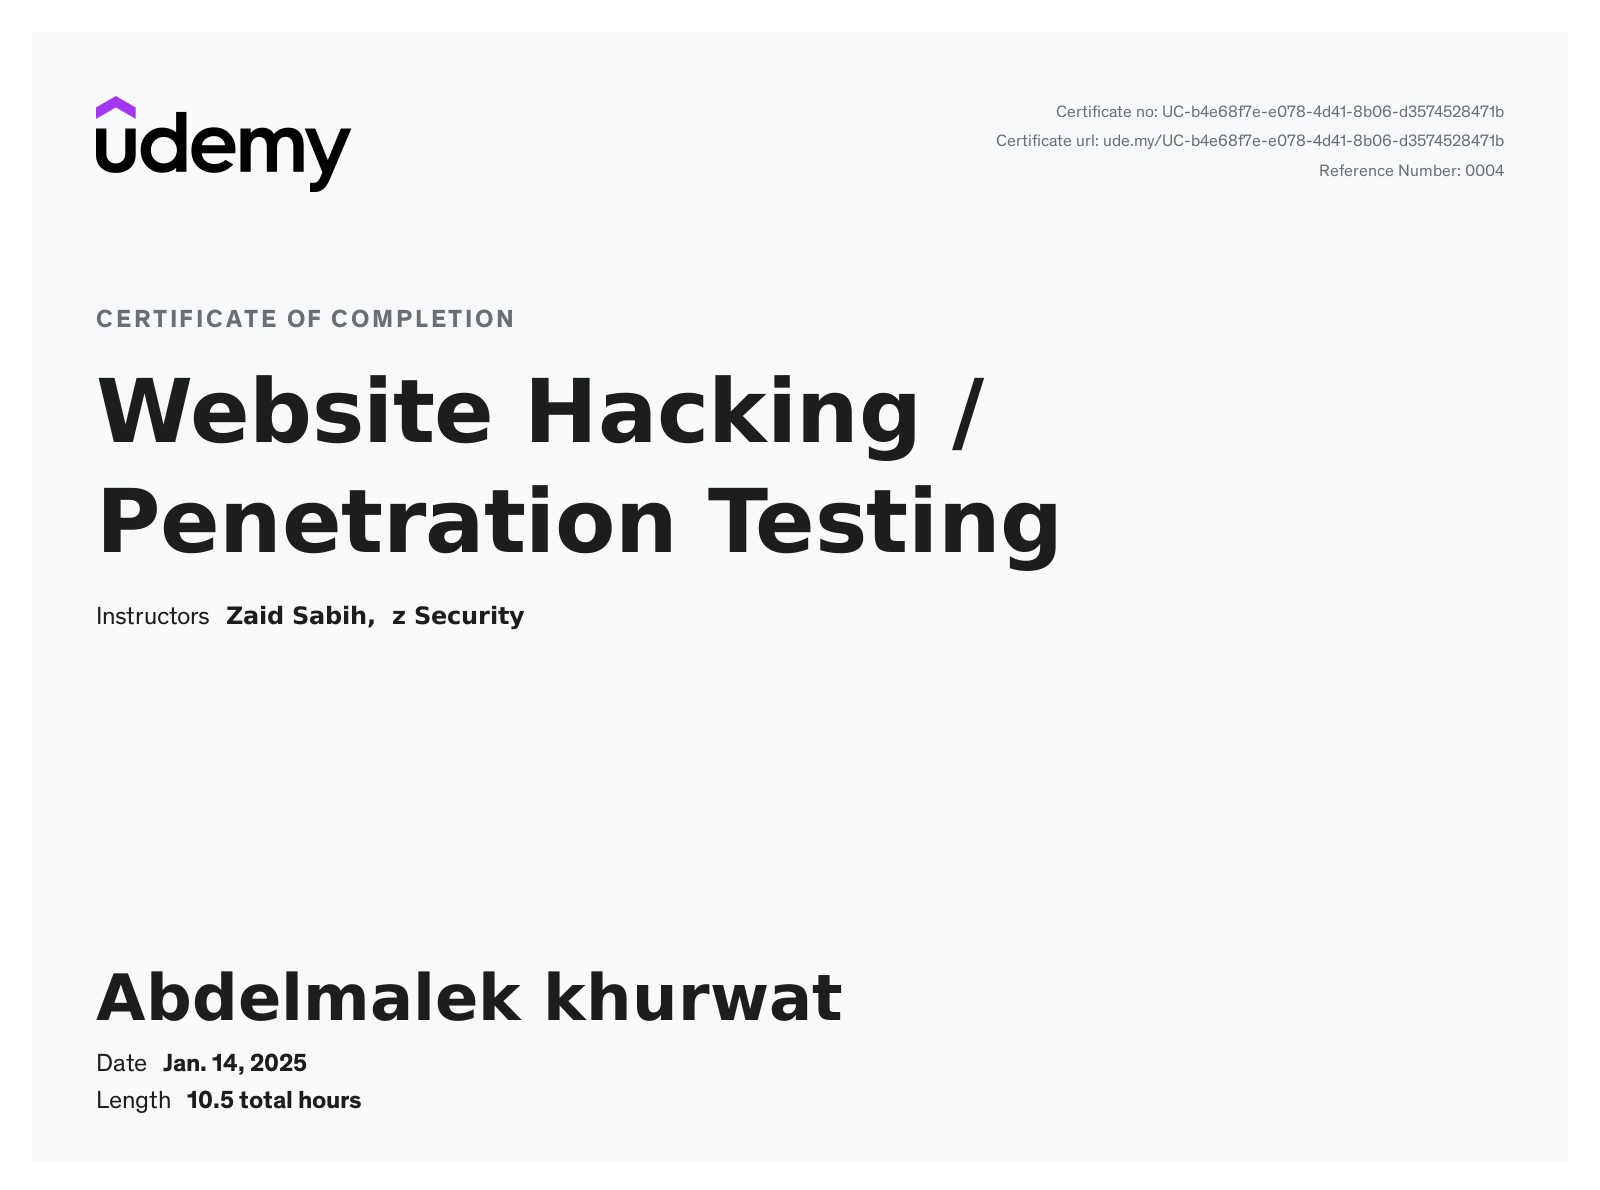 udemy
Certificate no: UC-b4e68f7e-e078-4d41-8b06-d3574528471b
Certificate url: ude.my/UC-b4e68f7e-e078-4d41-8b06-d3574528471b
Reference Number: 0004
CERTIFICATE OF COMPLETION
Website Hacking /
Penetration Testing
Instructors Zaid Sabih, z Security
Abdelmalek khurwat
Date Jan. 14, 2025
Length 10.5 total hours